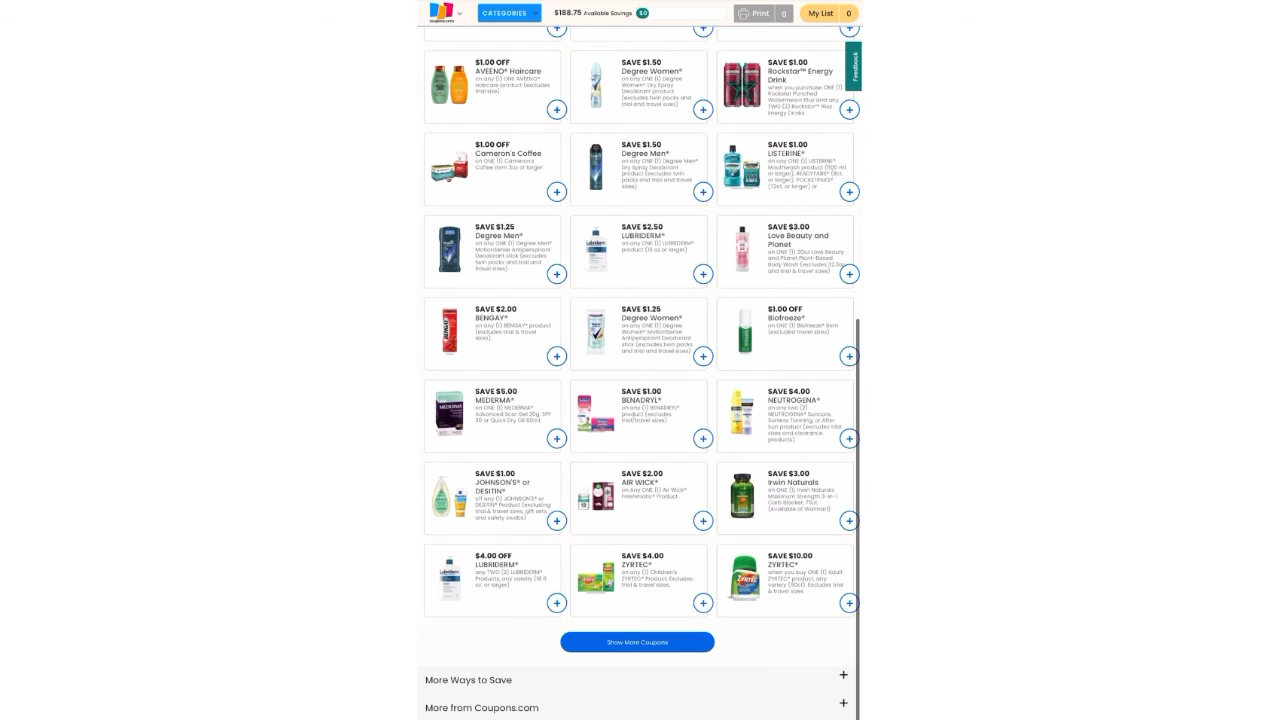 coupons.com
CATEGORIES
$188.75 Available Savings
$0
Print
0
My List
0
Feedback
$1.00 OFF
AVEENO® Haircare
on any (1) ONE AVEENO®
Haircare product (excludes
trial size)
SAVE $1.50
Degree Women®
on any ONE (1) Degree
Women® Dry Spray
Deodorant product
(excludes twin packs and
trial and travel sizes)
SAVE $1.00
Rockstar™ Energy
Drink
when you purchase ONE (1)
Rockstar Punched
Watermelon 16oz and any
TWO (2) Rockstar™ 16oz
Energy Drinks
$1.00 OFF
Cameron's Coffee
on ONE (1) Cameron's
Coffee item 3oz or larger
SAVE $1.50
Degree Men®
on any ONE (1) Degree Men®
Dry Spray Deodorant
product (excludes twin
packs and trial and travel
sizes)
SAVE $1.00
LISTERINE®
on any ONE (1) LISTERINE®
Mouthwash product (500 ml
or larger), READYTABS® (8ct.
or larger), POCKETPAKS®
(72ct. or larger) or
SAVE $1.25
Degree Men®
on any ONE (1) Degree Men®
MotionSense Antiperspirant
Deodorant stick (excludes
twin packs and trial and
travel sizes)
SAVE $2.50
LUBRIDERM®
on any ONE (1) LUBRIDERM®
product (16 oz or larger)
SAVE $3.00
Love Beauty and
Planet
on ONE (1) 20oz Love Beauty
and Planet Plant-Based
Body Wash (excludes 32.3oz
and trial & travel sizes)
SAVE $2.00
BENGAY®
on any (1) BENGAY® product
(excludes trial & travel
sizes).
SAVE $1.25
Degree Women®
on any ONE (1) Degree
Women® MotionSense
Antiperspirant Deodorant
stick (excludes twin packs
and trial and travel sizes)
$1.00 OFF
Biofreeze®
on ONE (1) Biofreeze® item
(excluded travel sizes)
SAVE $5.00
MEDERMA®
on ONE (1) MEDERMA®
Advanced Scar Gel 20g, SPF
30 or Quick Dry Oil 60mL
SAVE $1.00
BENADRYL®
on any (1) BENADRYL®
product (excludes
trial/travel sizes)
SAVE $4.00
NEUTROGENA®
on any two (2)
NEUTROGENA® Suncare,
Sunless Tanning, or After
Sun product (excludes trial
sizes and clearance
products)
SAVE $1.00
JOHNSON'S® or
DESITIN®
off any (1) JOHNSON'S® or
DESITIN® Product (excluding
trial & travel sizes, gift sets,
and safety swabs)
SAVE $2.00
AIR WICK®
on Any ONE (1) Air Wick®
Freshmatic® Product
SAVE $3.00
Irwin Naturals
on ONE (1) Irwin Naturals
Maximum Strength 3-in-1
Carb Blocker, 75ct.
(Available at Walmart)
$4.00 OFF
LUBRIDERM®
any TWO (2) LUBRIDERM®
Products, any variety (16 fl.
oz. or larger)
SAVE $4.00
ZYRTEC®
on any (1) Children's
ZYRTEC® Product. Excludes
trial & travel sizes.
SAVE $10.00
ZYRTEC®
when you buy ONE (1) Adult
ZYRTEC® product, any
variety (90ct). Excludes trial
& travel sizes
Show More Coupons
More Ways to Save
More from Coupons.com